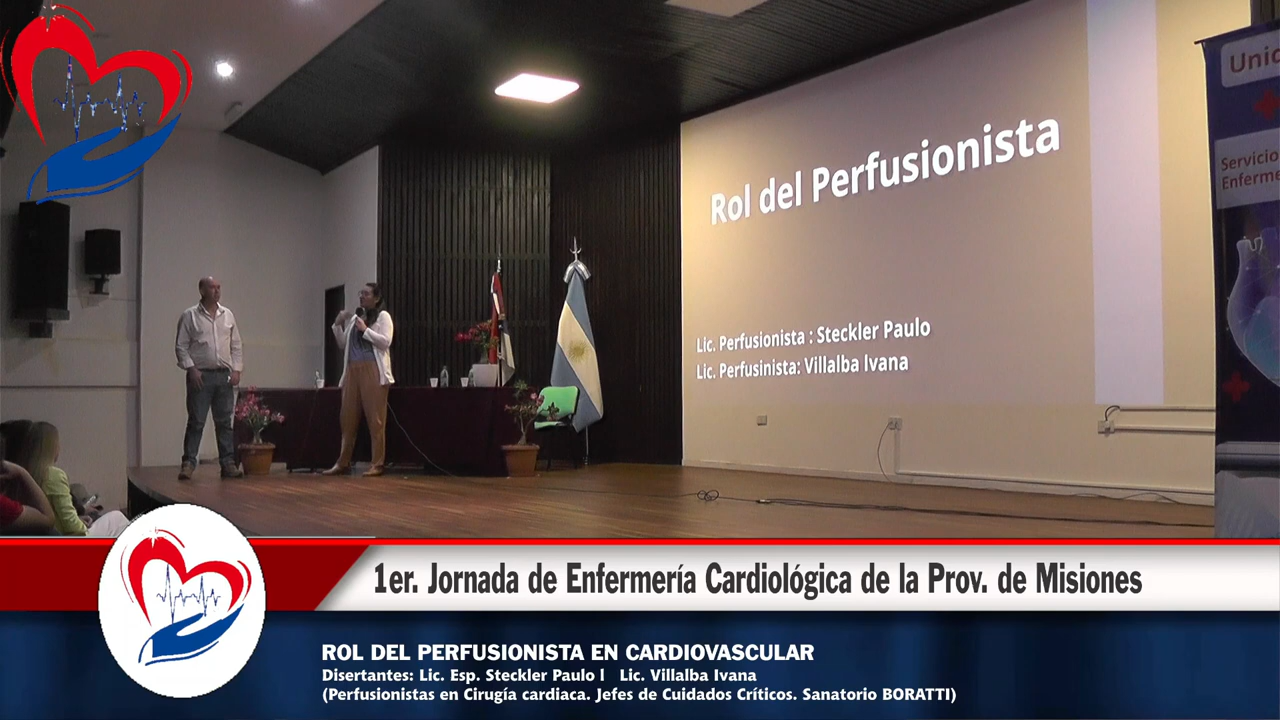 Unid
Servicio
Enferme
Rol del Perfusionista
Lic. Perfusionista : Steckler Paulo
Lic. Perfusinista: Villalba Ivana
1er. Jornada de Enfermería Cardiológica de la Prov. de Misiones
ROL DEL PERFUSIONISTA EN CARDIOVASCULAR
Disertantes: Lic. Esp. Steckler Paulo l Lic. Villalba Ivana
(Perfusionistas en Cirugía cardiaca. Jefes de Cuidados Críticos. Sanatorio BORATTI)